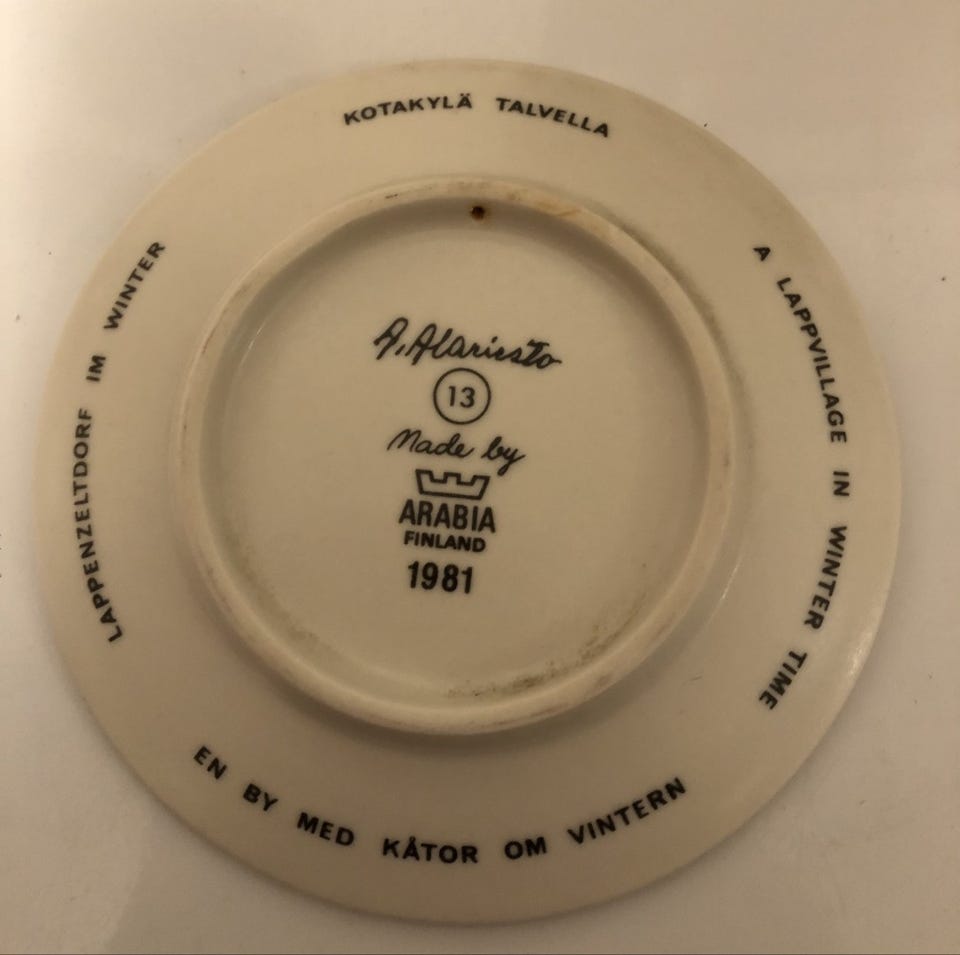 KOTAKYLÄ TALVELLA
A LAPPVILLAGE IN WINTER TIME
EN BY MED KÅTOR OM VINTERN
LAPPENZELTDORF IM WINTER
A. Alariesto
13
Made by
ARABIA
FINLAND
1981